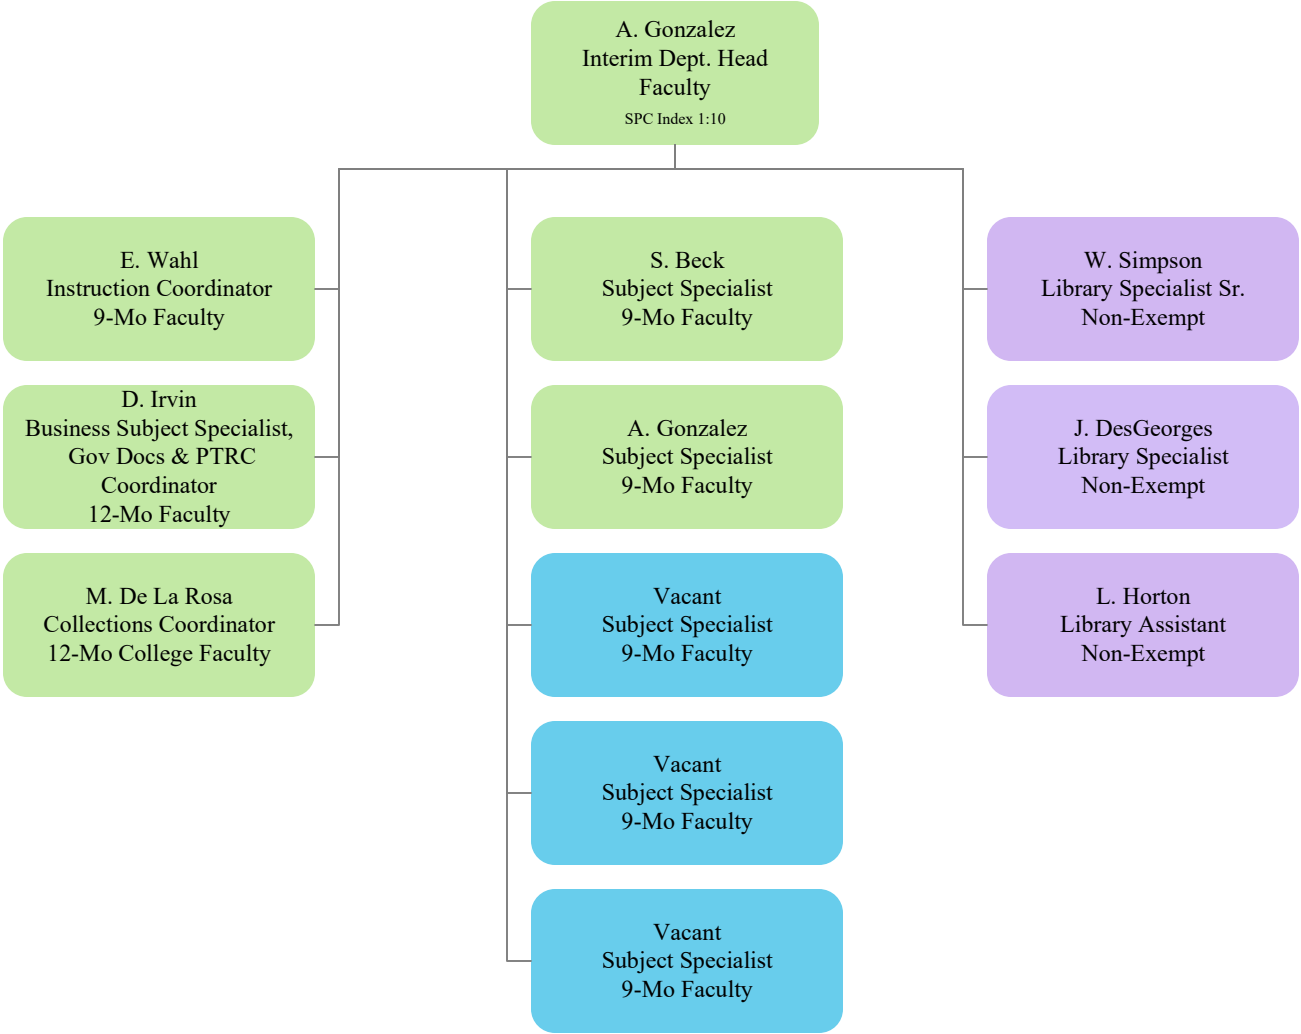 A. Gonzalez
Interim Dept. Head
Faculty
SPC Index 1:10
E. Wahl
Instruction Coordinator
9-Mo Faculty
D. Irvin
Business Subject Specialist,
Gov Docs & PTRC
Coordinator
12-Mo Faculty
M. De La Rosa
Collections Coordinator
12-Mo College Faculty
S. Beck
Subject Specialist
9-Mo Faculty
A. Gonzalez
Subject Specialist
9-Mo Faculty
Vacant
Subject Specialist
9-Mo Faculty
Vacant
Subject Specialist
9-Mo Faculty
Vacant
Subject Specialist
9-Mo Faculty
W. Simpson
Library Specialist Sr.
Non-Exempt
J. DesGeorges
Library Specialist
Non-Exempt
L. Horton
Library Assistant
Non-Exempt